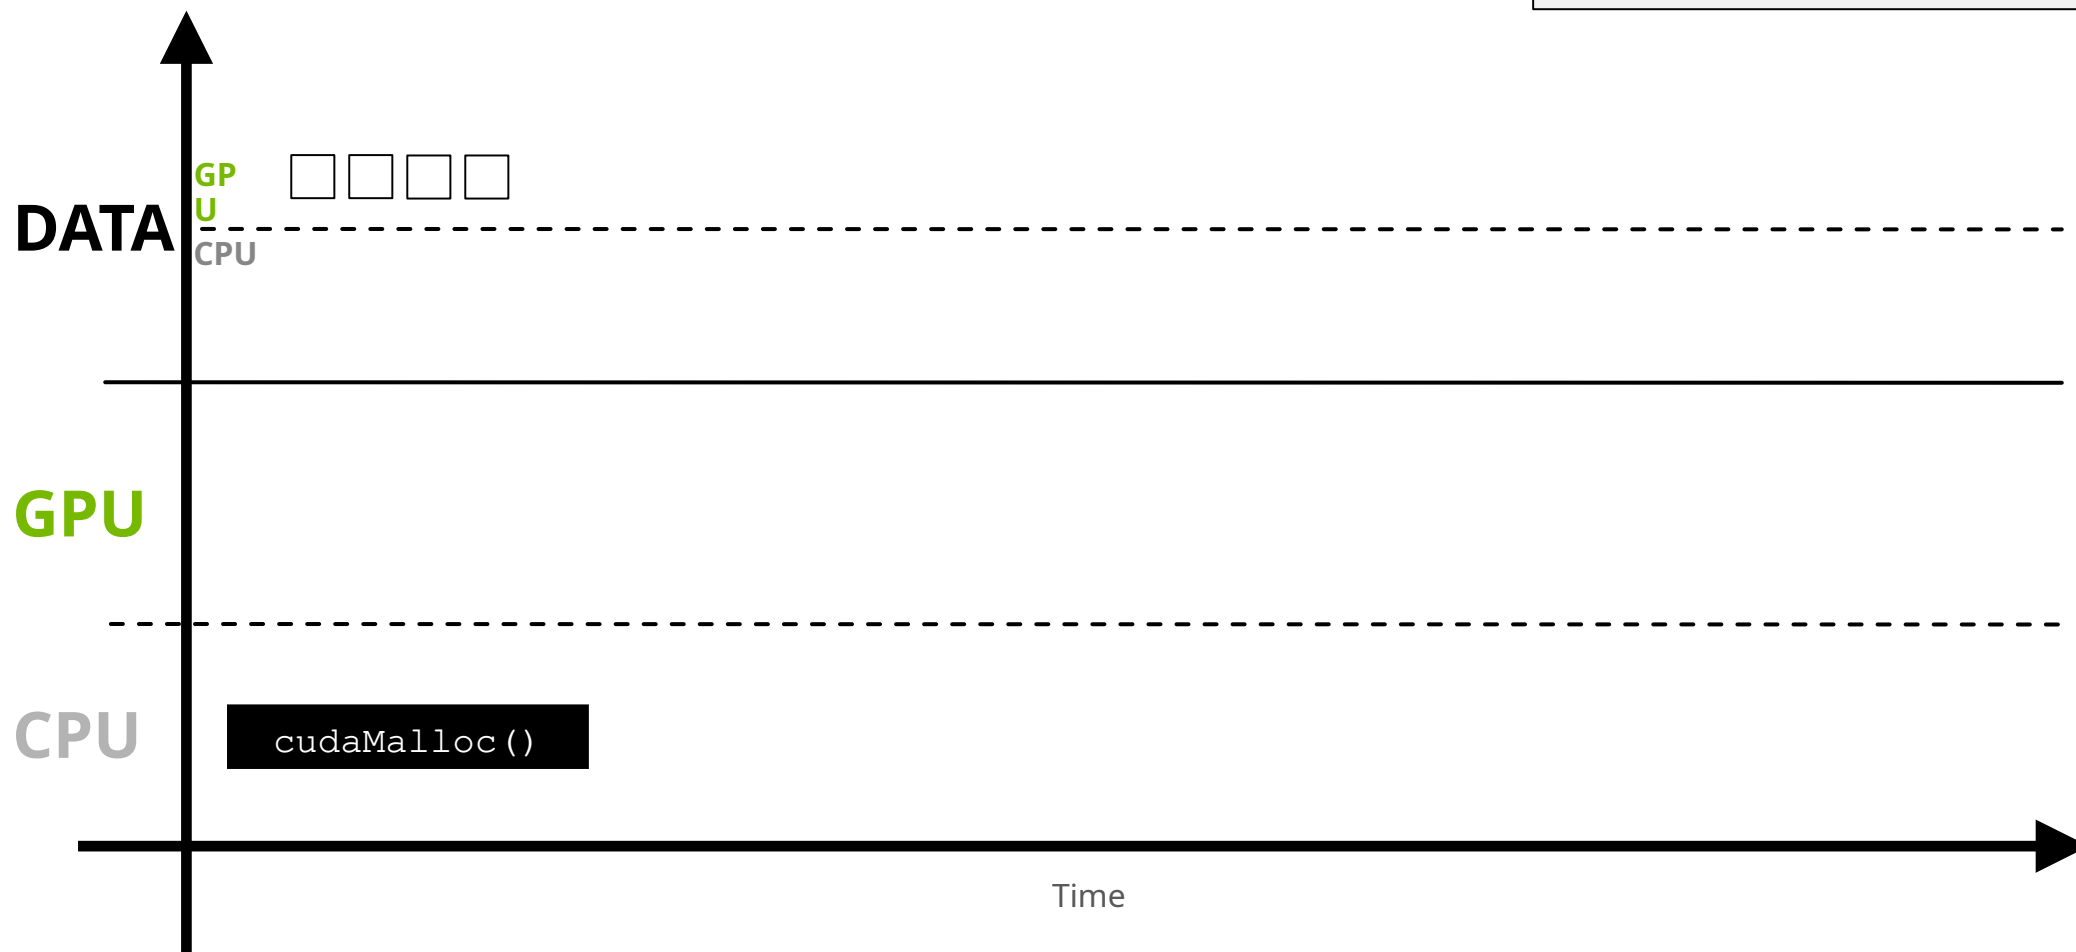 GP
U
DATA
CPU
GPU
CPU
cudaMalloc()
Time